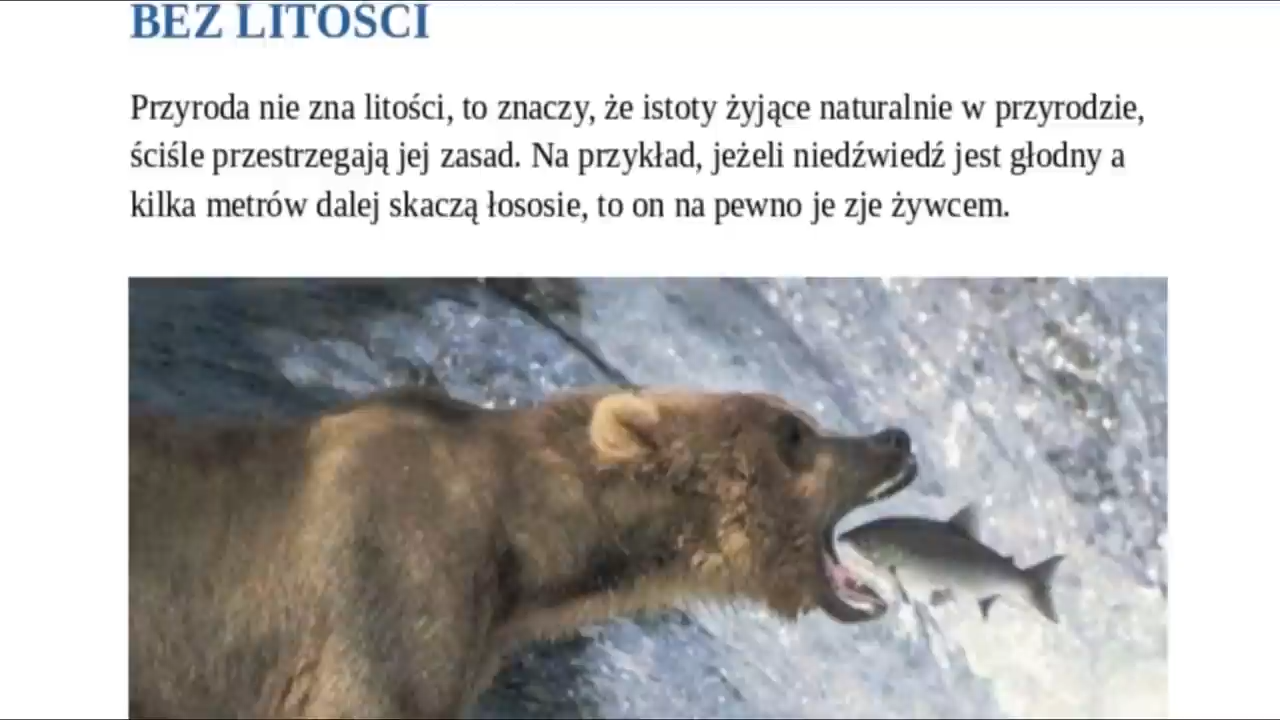 BEZ LITOŚCI
Przyroda nie zna litości, to znaczy, że istoty żyjące naturalnie w przyrodzie,
ściśle przestrzegają jej zasad. Na przykład, jeżeli niedźwiedź jest głodny a
kilka metrów dalej skaczą łososie, to on na pewno je zje żywcem.